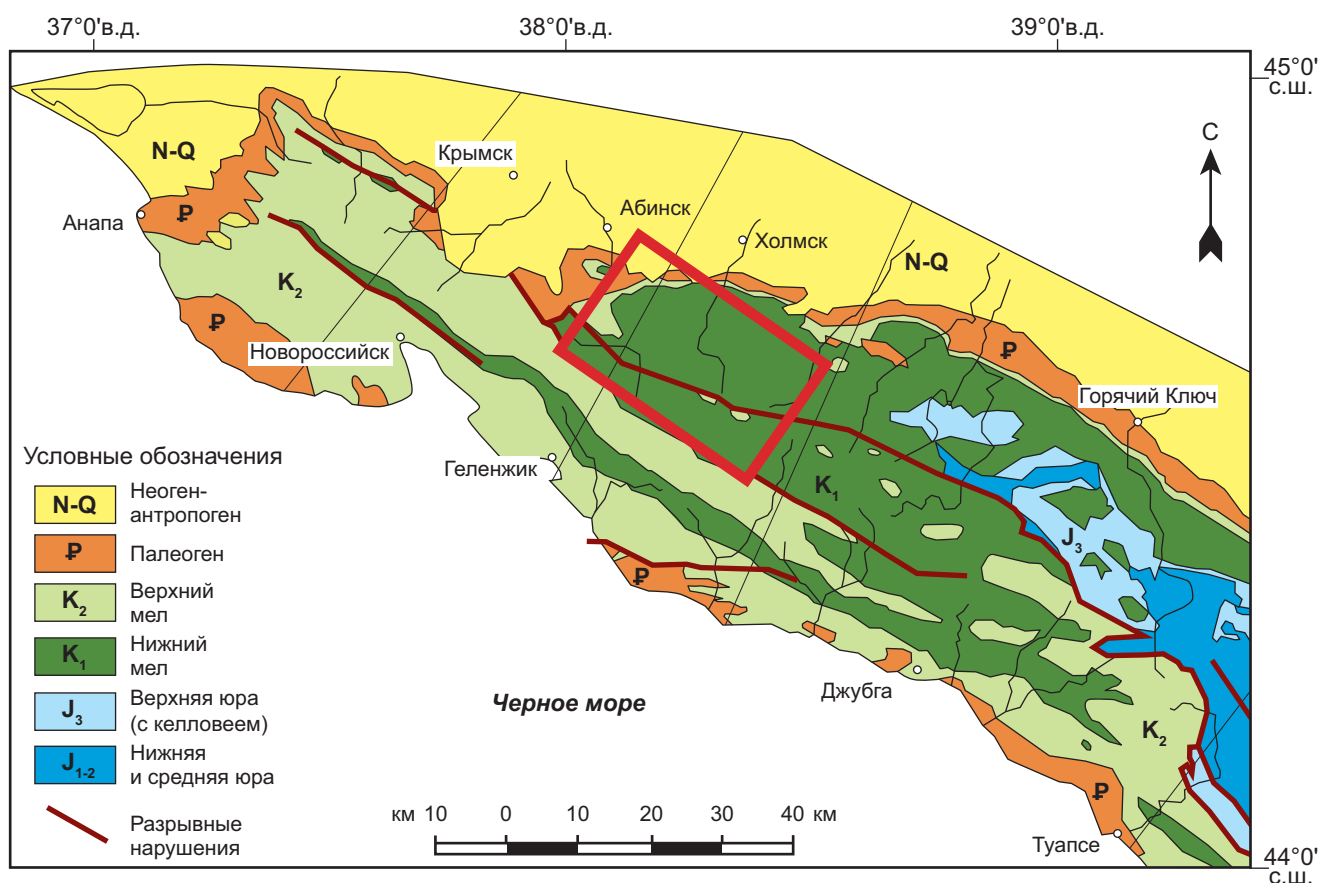 37°0'в.д.
38°0'в.д.
39°0'в.д.
45°0'
с.ш.
С
N-Q
Крымск
Анапа
₽
Абинск
Холмск
N-Q
K2
₽
Новороссийск
₽
Горячий Ключ
Геленжик
K1
J3
₽
Джубга
Черное море
K2
₽
Туапсе
44°0'
с.ш.
Условные обозначения
N-Q
Неоген-
антропоген
₽
Палеоген
K2
Верхний
мел
K1
Нижний
мел
J3
Верхняя юра
(с келловеем)
J1-2
Нижняя
и средняя юра
Разрывные
нарушения
км 10 0 10 20 30 40 км